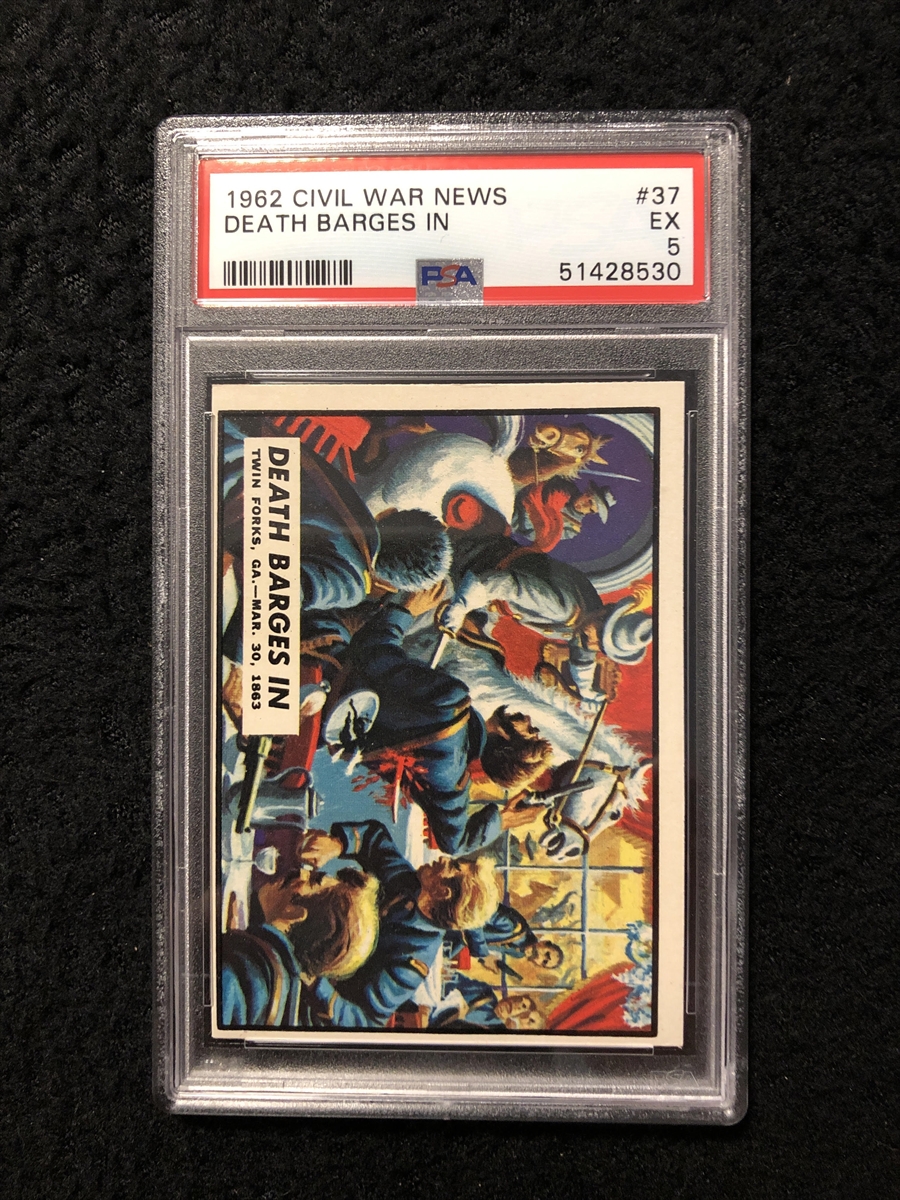 1962 CIVIL WAR NEWS #37
DEATH BARGES IN EX
5
PSA 51428530
DEATH BARGES IN
TWIN FORKS, GA.—MAR. 30, 1863